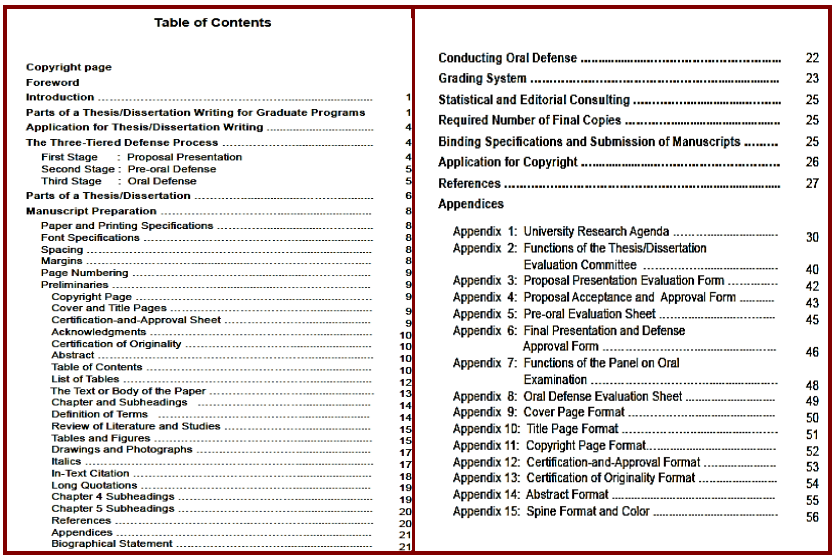 Table of Contents
Copyright page
Foreword
Introduction ........ 1
Parts of a Thesis/Dissertation Writing for Graduate Programs 1
Application for Thesis/Dissertation Writing ........ 4
The Three-Tiered Defense Process ........ 4
First Stage : Proposal Presentation 4
Second Stage : Pre-oral Defense 5
Third Stage : Oral Defense 5
Parts of a Thesis/Dissertation ........ 6
Manuscript Preparation ........ 8
Paper and Printing Specifications ........ 8
Font Specifications ........ 8
Spacing ........ 8
Margins ........ 8
Page Numbering ........ 9
Preliminaries ........ 9
Copyright Page ........ 9
Cover and Title Pages ........ 9
Certification-and-Approval Sheet ........ 9
Acknowledgments ........ 10
Certification of Originality ........ 10
Abstract ........ 10
Table of Contents ........ 10
List of Tables ........ 12
The Text or Body of the Paper ........ 13
Chapter and Subheadings ........ 14
Definition of Terms ........ 14
Review of Literature and Studies ........ 15
Tables and Figures ........ 15
Drawings and Photographs ........ 17
Italics ........ 17
In-Text Citation ........ 18
Long Quotations ........ 19
Chapter 4 Subheadings ........ 19
Chapter 5 Subheadings ........ 20
References ........ 20
Appendices ........ 21
Biographical Statement ........ 21
Conducting Oral Defense ........ 22
Grading System ........ 23
Statistical and Editorial Consulting ........ 25
Required Number of Final Copies ........ 25
Binding Specifications and Submission of Manuscripts ........ 25
Application for Copyright ........ 26
References ........ 27
Appendices
Appendix 1: University Research Agenda ........ 30
Appendix 2: Functions of the Thesis/Dissertation
Evaluation Committee ........ 40
Appendix 3: Proposal Presentation Evaluation Form ........ 42
Appendix 4: Proposal Acceptance and Approval Form ........ 43
Appendix 5: Pre-oral Evaluation Sheet ........ 45
Appendix 6: Final Presentation and Defense
Approval Form ........ 46
Appendix 7: Functions of the Panel on Oral
Examination ........ 48
Appendix 8: Oral Defense Evaluation Sheet ........ 49
Appendix 9: Cover Page Format ........ 50
Appendix 10: Title Page Format ........ 51
Appendix 11: Copyright Page Format ........ 52
Appendix 12: Certification-and-Approval Format ........ 53
Appendix 13: Certification of Originality Format ........ 54
Appendix 14: Abstract Format ........ 55
Appendix 15: Spine Format and Color ........ 56